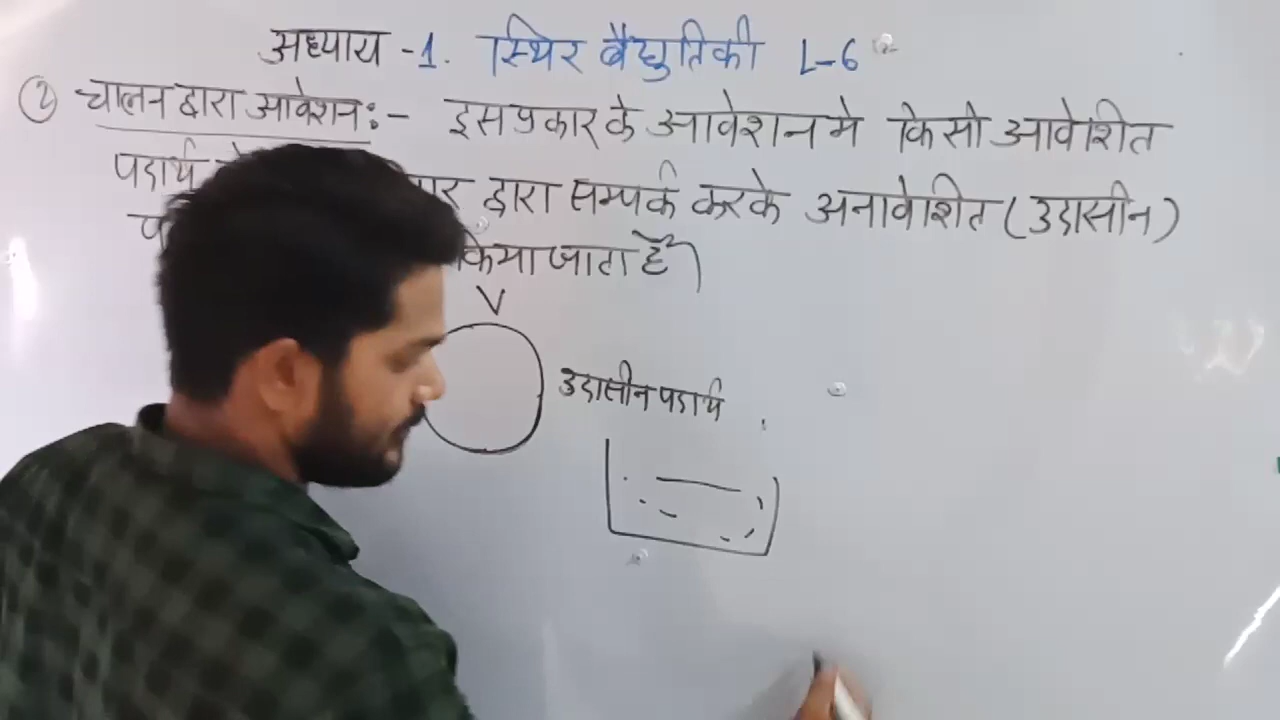 अध्याय -1. स्थिर बैद्युतिकी L-6
② चालन द्वारा आवेशन :- इस प्रकार के आवेशन मे किसी आवेशित
पदार्थ द्वारा सम्पर्क करके अनावेशित (उदासीन)
किया जाता है।
V
उदासीन पदार्थ